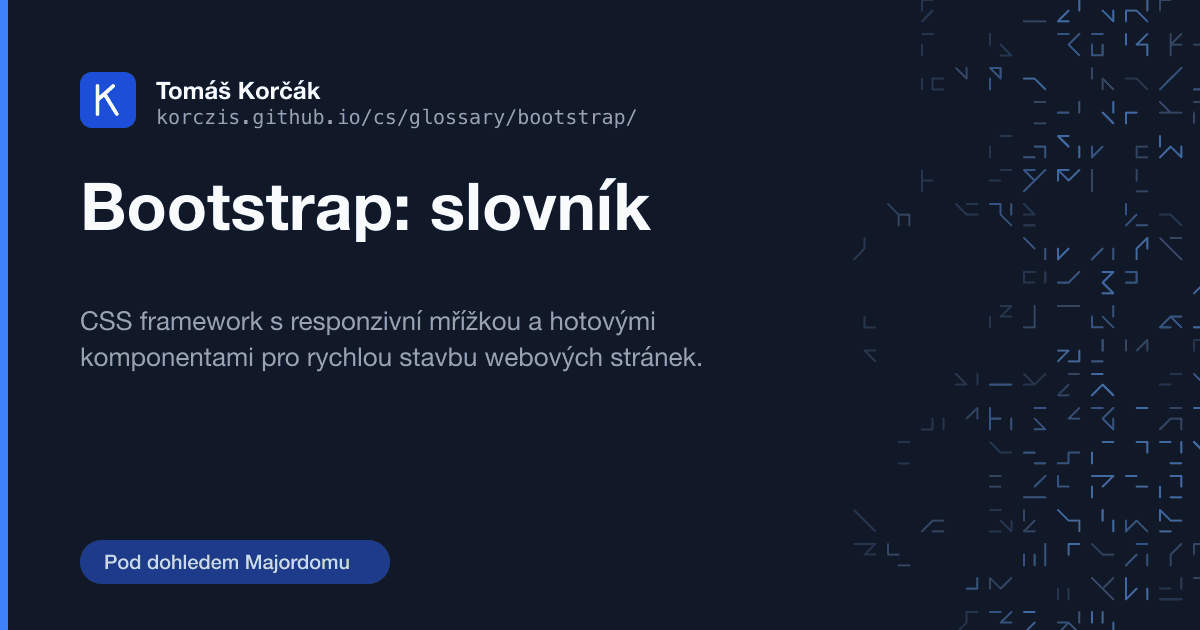 Tomáš Korčák
korczis.github.io/cs/glossary/bootstrap/
Bootstrap: slovník
CSS framework s responzivní mřížkou a hotovými
komponentami pro rychlou stavbu webových stránek.
Pod dohledem Majordomu